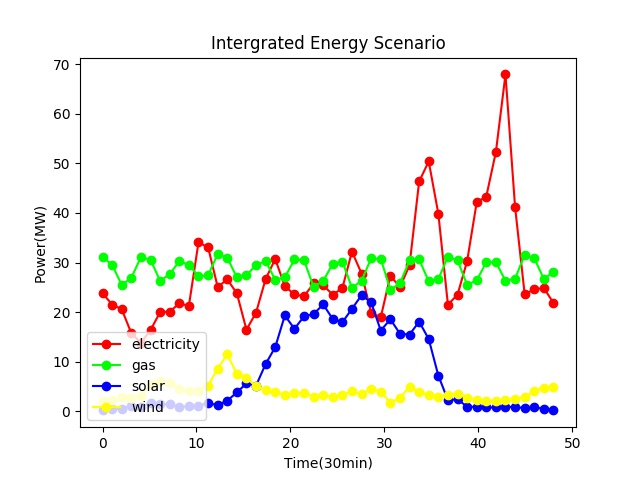 Intergrated Energy Scenario
Power(MW)
70
60
50
40
30
20
10
0
electricity
gas
solar
wind
0 10 20 30 40 50
Time(30min)